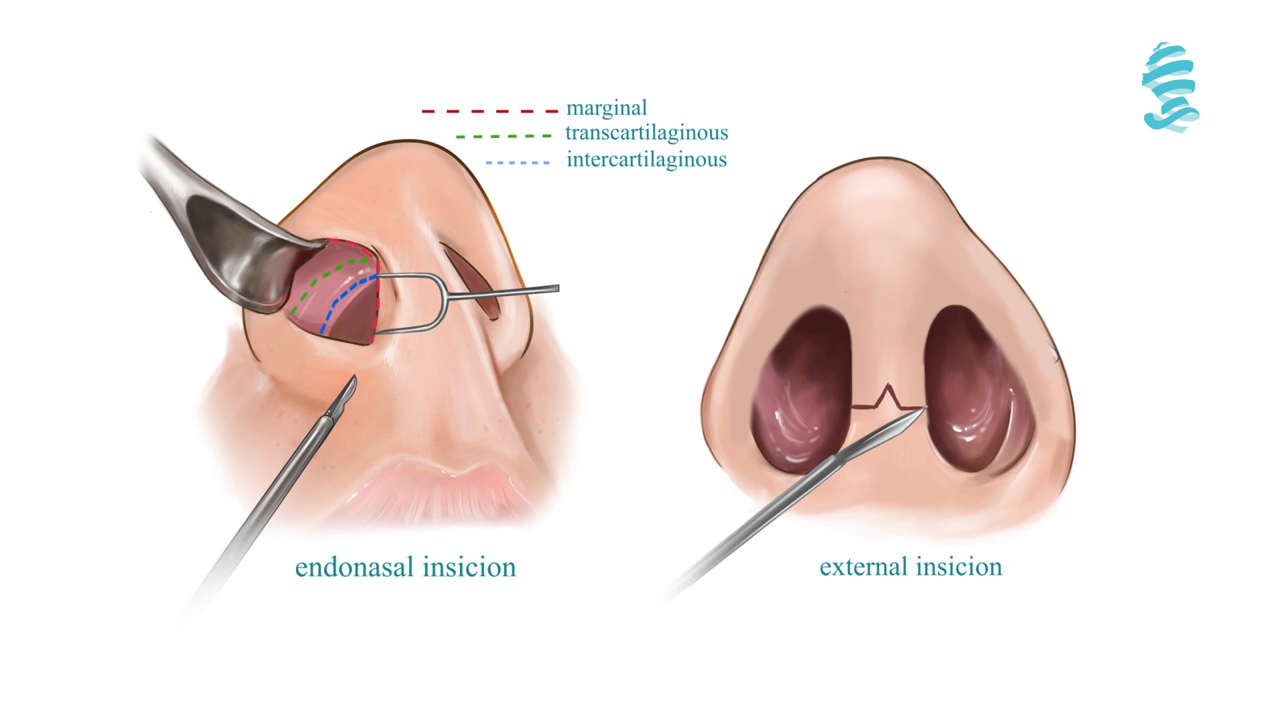 marginal
transcartilaginous
intercartilaginous
endonasal insicion
external insicion